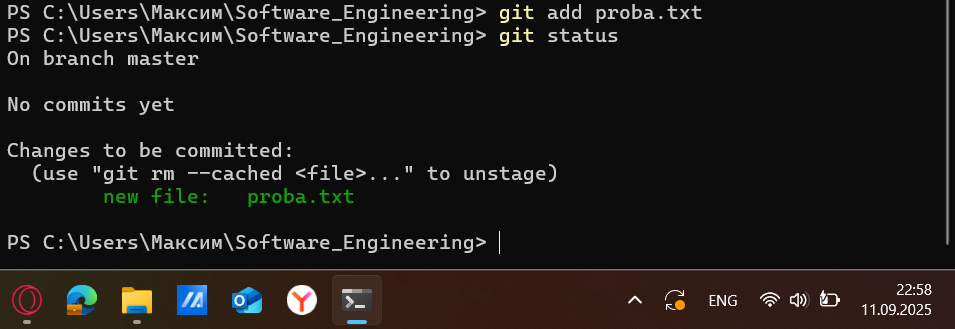 PS C:\Users\Максим\Software_Engineering> git add proba.txt
PS C:\Users\Максим\Software_Engineering> git status
On branch master
No commits yet
Changes to be committed:
  (use "git rm --cached <file>..." to unstage)
        new file:   proba.txt
PS C:\Users\Максим\Software_Engineering>
ENG
22:58
11.09.2025